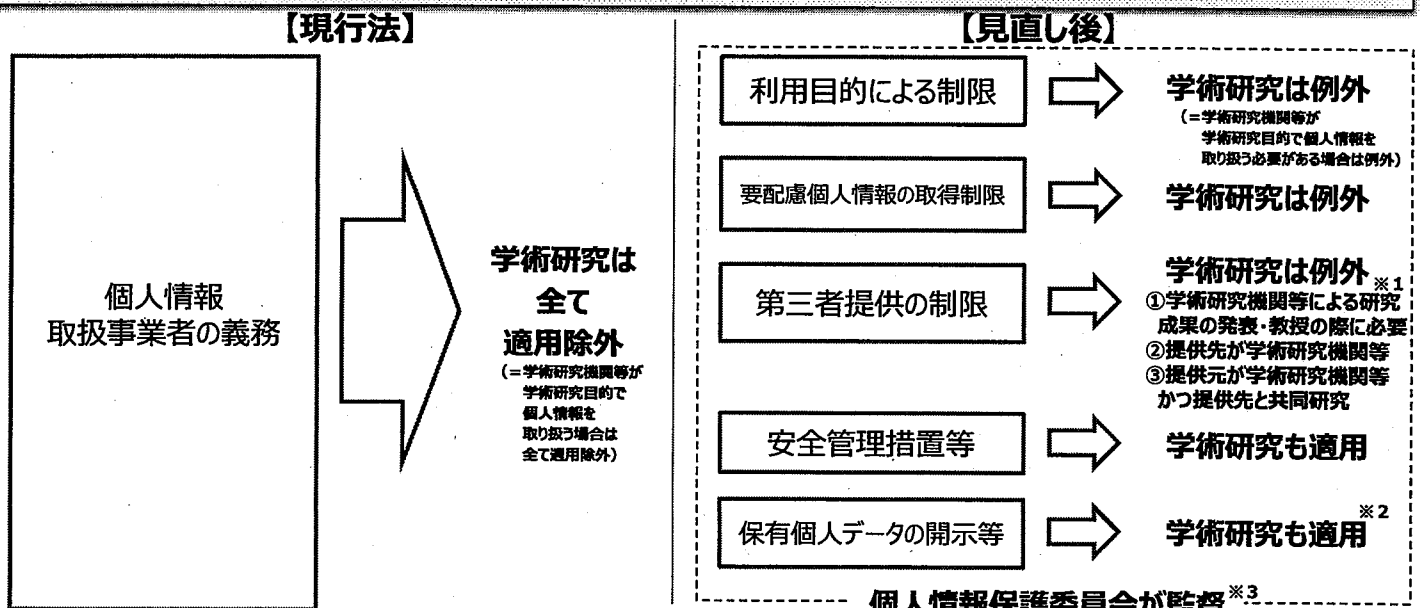 【現行法】
個人情報
取扱事業者の義務
学術研究は
全て
適用除外
(=学術研究機関等が
学術研究目的で
個人情報を
取り扱う場合は
全て適用除外)
【見直し後】
利用目的による制限
学術研究は例外
(=学術研究機関等が
学術研究目的で個人情報を
取り扱う必要がある場合は例外)
要配慮個人情報の取得制限
学術研究は例外
第三者提供の制限
学術研究は例外※1
①学術研究機関等による研究
成果の発表・教授の際に必要
②提供先が学術研究機関等
③提供元が学術研究機関等
かつ提供先と共同研究
安全管理措置等
学術研究も適用
保有個人データの開示等
学術研究も適用※2
個人情報保護委員会が監督※3